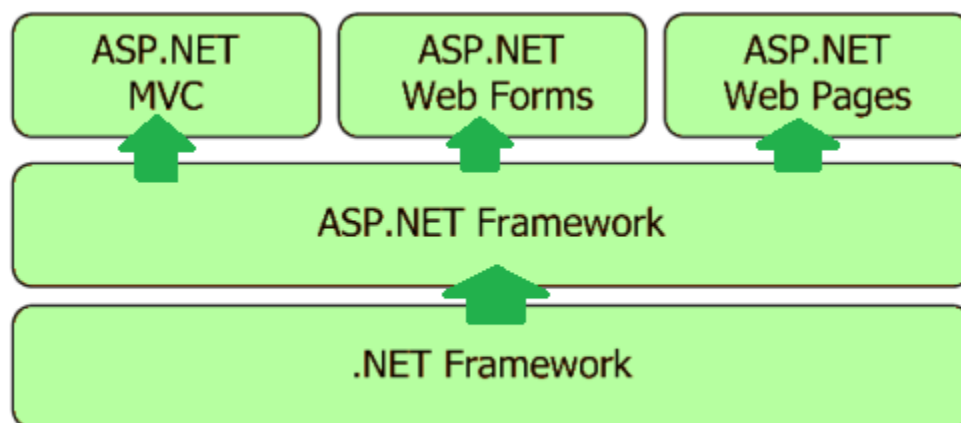 ASP.NET
MVC
ASP.NET
Web Forms
ASP.NET
Web Pages
ASP.NET Framework
.NET Framework